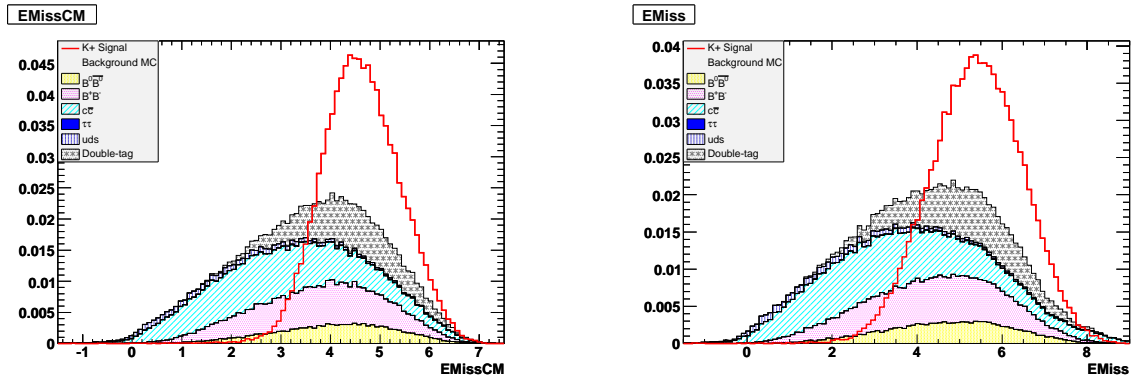 EMissCM
0.045
0.04
0.035
0.03
0.025
0.02
0.015
0.01
0.005
0
K+ Signal
Background MC
B⁰B̅⁰
B⁺B⁻
cc̅
ττ
uds
Double-tag
-1 0 1 2 3 4 5 6 7
EMissCM
EMiss
0.04
0.035
0.03
0.025
0.02
0.015
0.01
0.005
0
K+ Signal
Background MC
B⁰B̅⁰
B⁺B⁻
cc̅
ττ
uds
Double-tag
0 2 4 6 8
EMiss